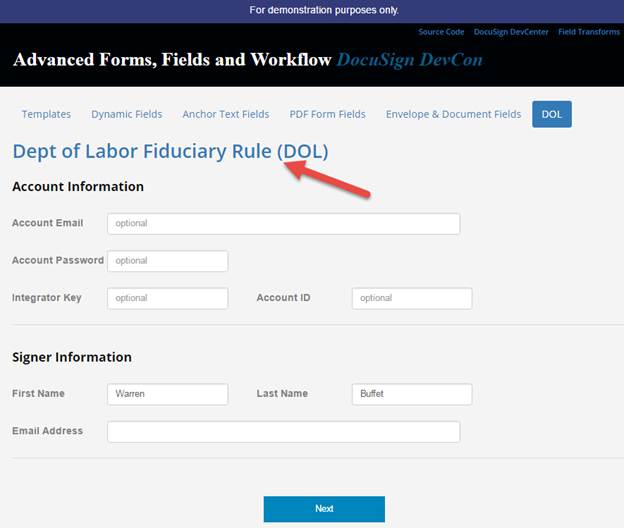 For demonstration purposes only.
Source Code DocuSign DevCenter Field Transforms
Advanced Forms, Fields and Workflow DocuSign DevCon
Templates Dynamic Fields Anchor Text Fields PDF Form Fields Envelope & Document Fields DOL
Dept of Labor Fiduciary Rule (DOL)
Account Information
Account Email optional
Account Password optional
Integrator Key optional Account ID optional
Signer Information
First Name Warren Last Name Buffet
Email Address
Next